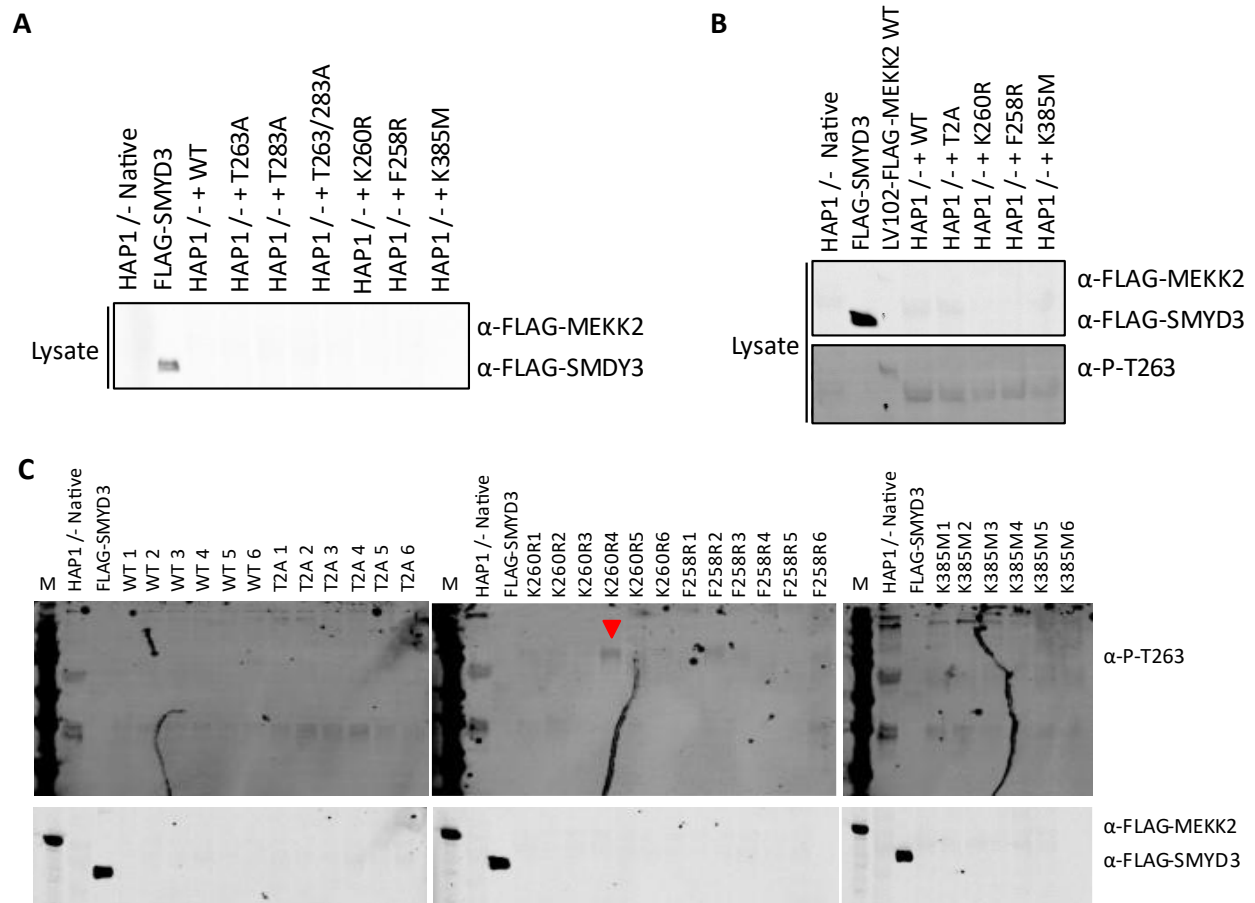 A
HAP1 /- Native
FLAG-SMYD3
HAP1 /- + WT
HAP1 /- + T263A
HAP1 /- + T283A
HAP1 /- + T263/283A
HAP1 /- + K260R
HAP1 /- + F258R
HAP1 /- + K385M
Lysate
α-FLAG-MEKK2
α-FLAG-SMDY3
B
HAP1 /- Native
FLAG-SMYD3
LV102-FLAG-MEKK2 WT
HAP1 /- + WT
HAP1 /- + T2A
HAP1 /- + K260R
HAP1 /- + F258R
HAP1 /- + K385M
Lysate
α-FLAG-MEKK2
α-FLAG-SMYD3
α-P-T263
C
M
HAP1 /- Native
FLAG-SMYD3
WT 1
WT 2
WT 3
WT 4
WT 5
WT 6
T2A 1
T2A 2
T2A 3
T2A 4
T2A 5
T2A 6
M
HAP1 /- Native
FLAG-SMYD3
K260R1
K260R2
K260R3
K260R4
K260R5
K260R6
F258R1
F258R2
F258R3
F258R4
F258R5
F258R6
M
HAP1 /- Native
FLAG-SMYD3
K385M1
K385M2
K385M3
K385M4
K385M5
K385M6
α-P-T263
α-FLAG-MEKK2
α-FLAG-SMYD3